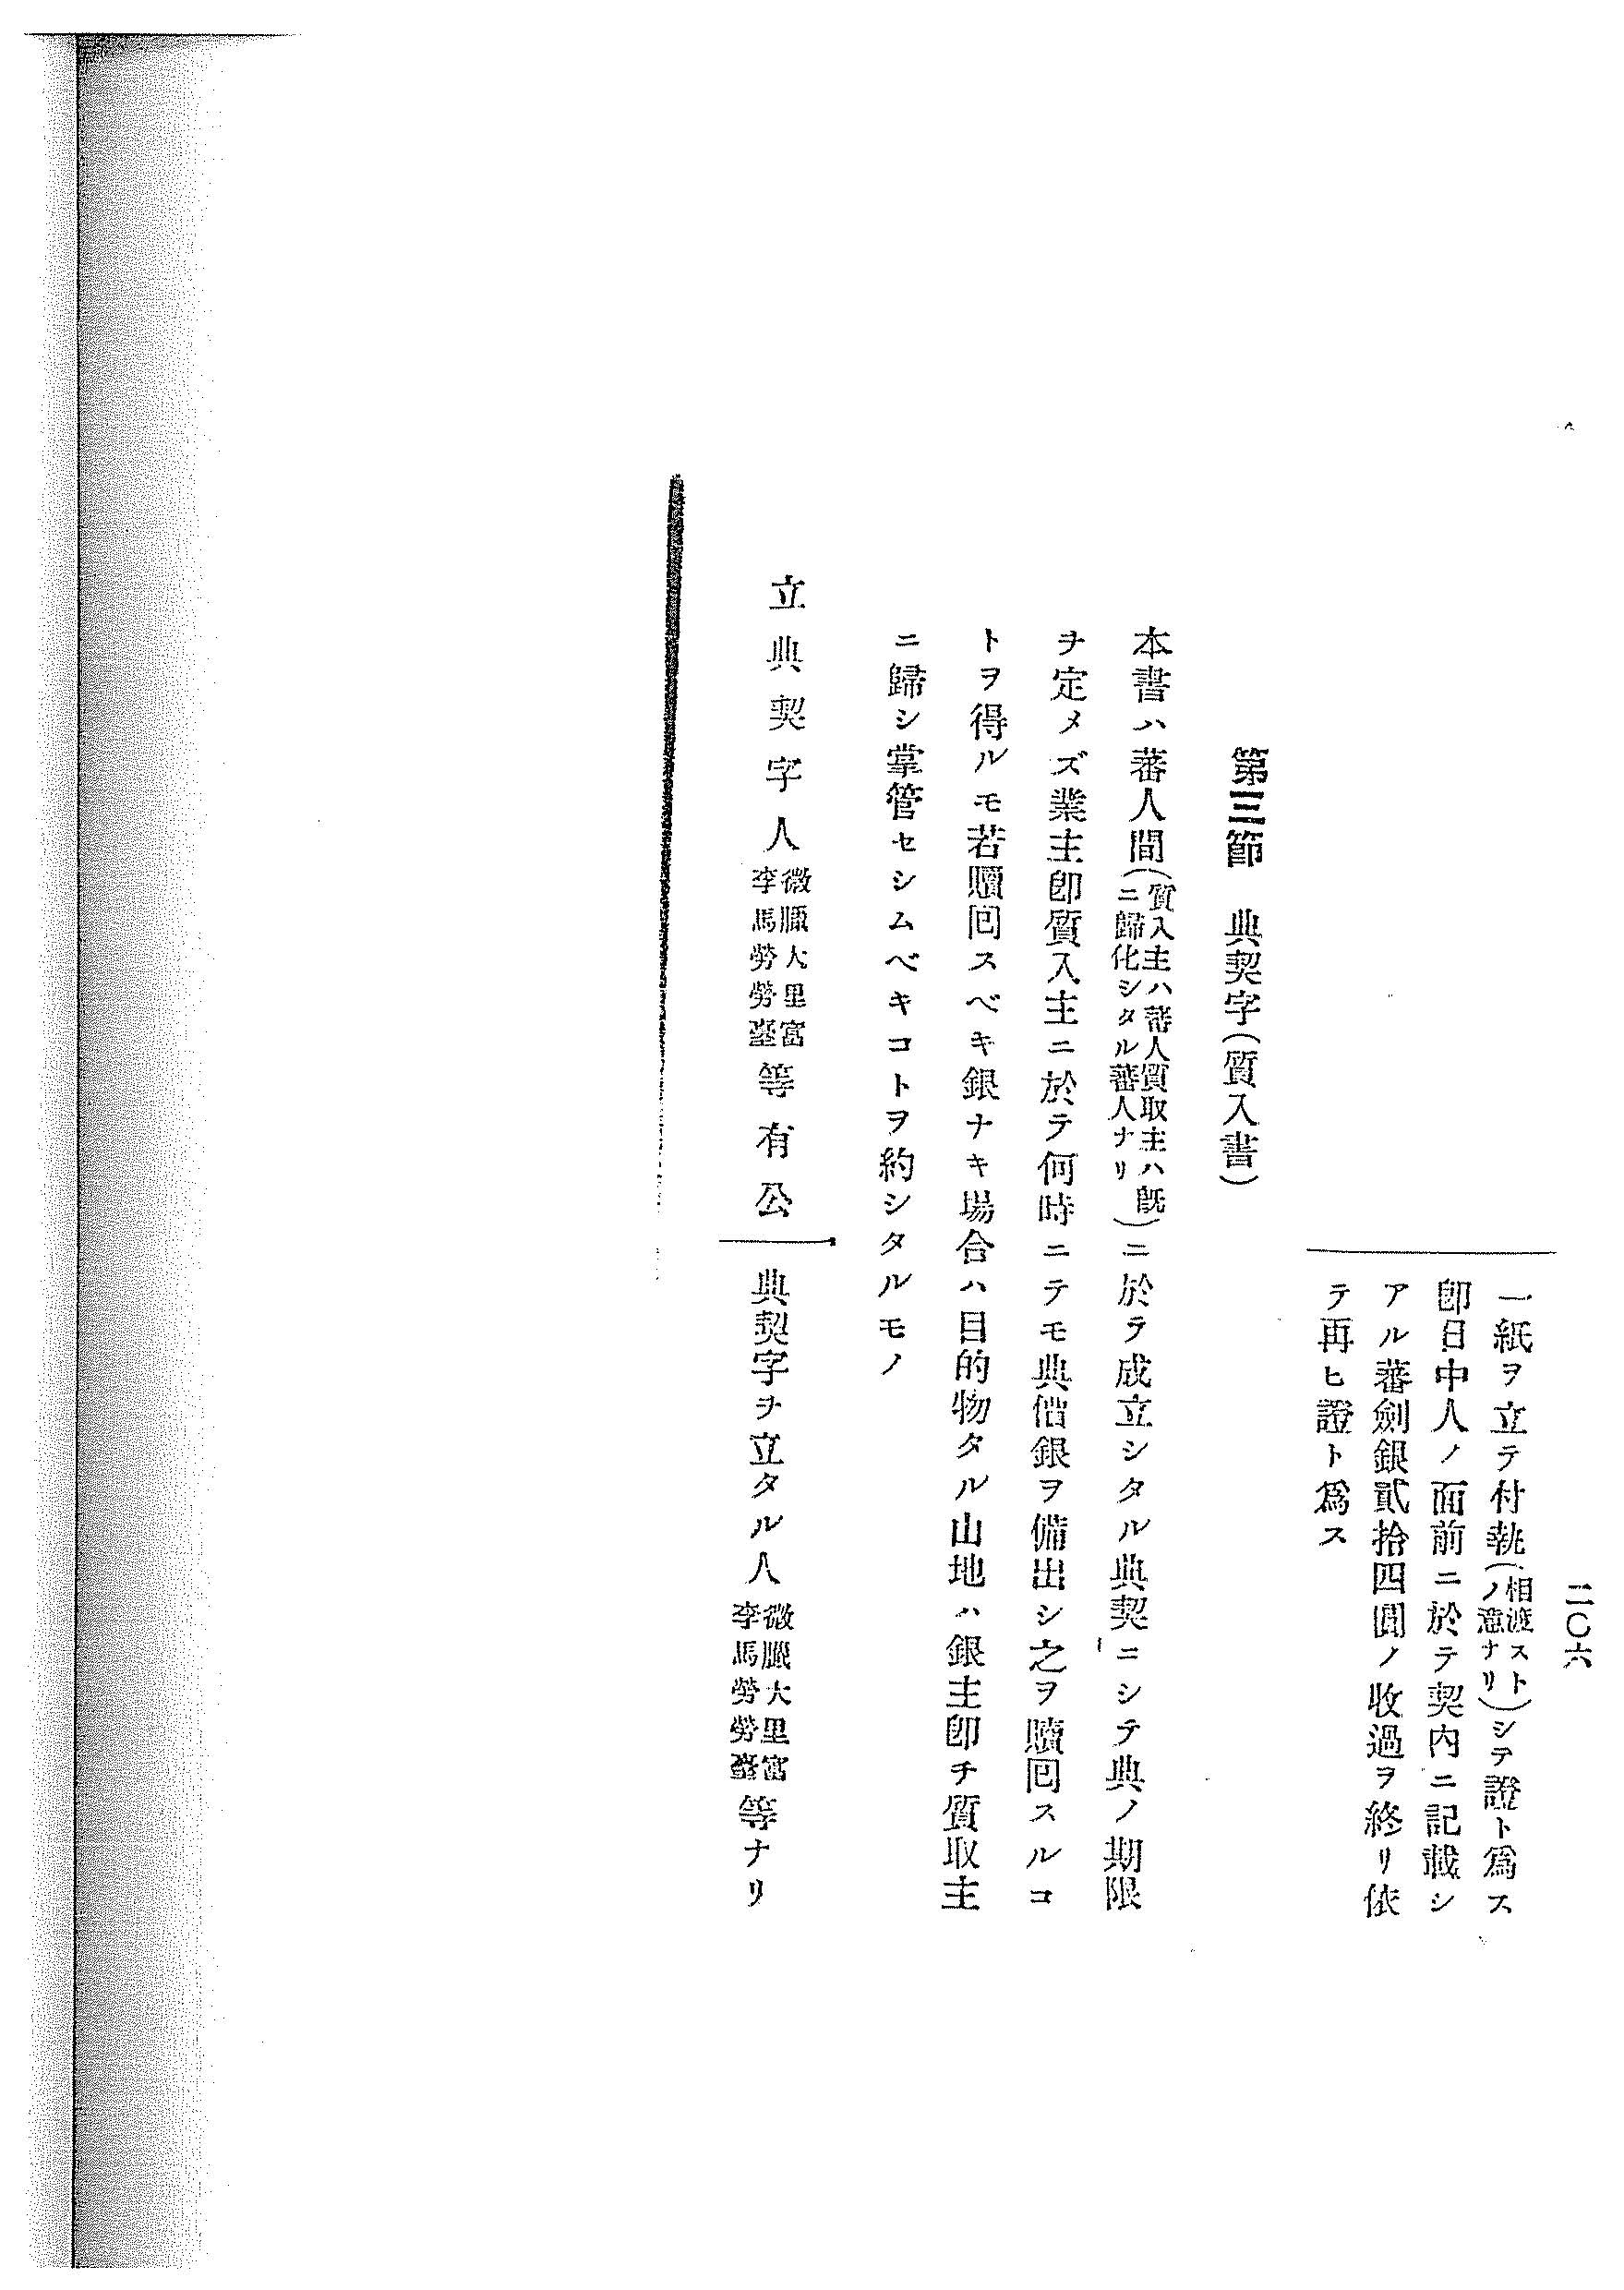 二〇六
一紙ヲ立テ付執(相渡ストノ意ナリ)シテ證ト爲ス
卽日中人ノ面前ニ於テ契內ニ記載シ
アル蕃劍銀貳拾四圓ノ收過ヲ終リ依
テ再ヒ證ト爲ス
第三節　典契字(質入書)
本書ハ蕃人間(質入主ハ蕃人質取主ハ旣ニ歸化シタル蕃人ナリ)ニ於テ成立シタル典契ニシテ典ノ期限
ヲ定メズ業主卽質入主ニ於テ何時ニテモ典借銀ヲ備出シ之ヲ贖回スルコ
トヲ得ルモ若贖回スベキ銀ナキ場合ハ目的物タル山地ハ銀主卽チ質取主
ニ歸シ掌管セシムベキコトヲ約シタルモノ
立典契字人微臘大里富李馬勞勞臺等有公
典契字ヲ立タル人微臘大里富李馬勞勞臺等ナリ